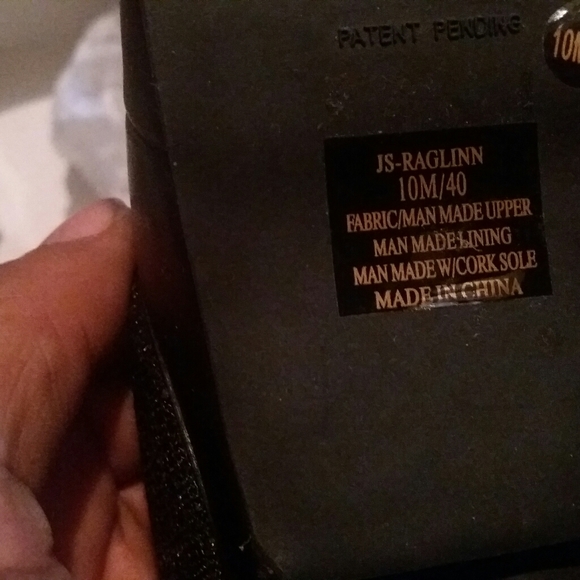 PATENT PENDING
10M
JS-RAGLINN
10M/40
FABRIC/MAN MADE UPPER
MAN MADE LINING
MAN MADE W/CORK SOLE
MADE IN CHINA